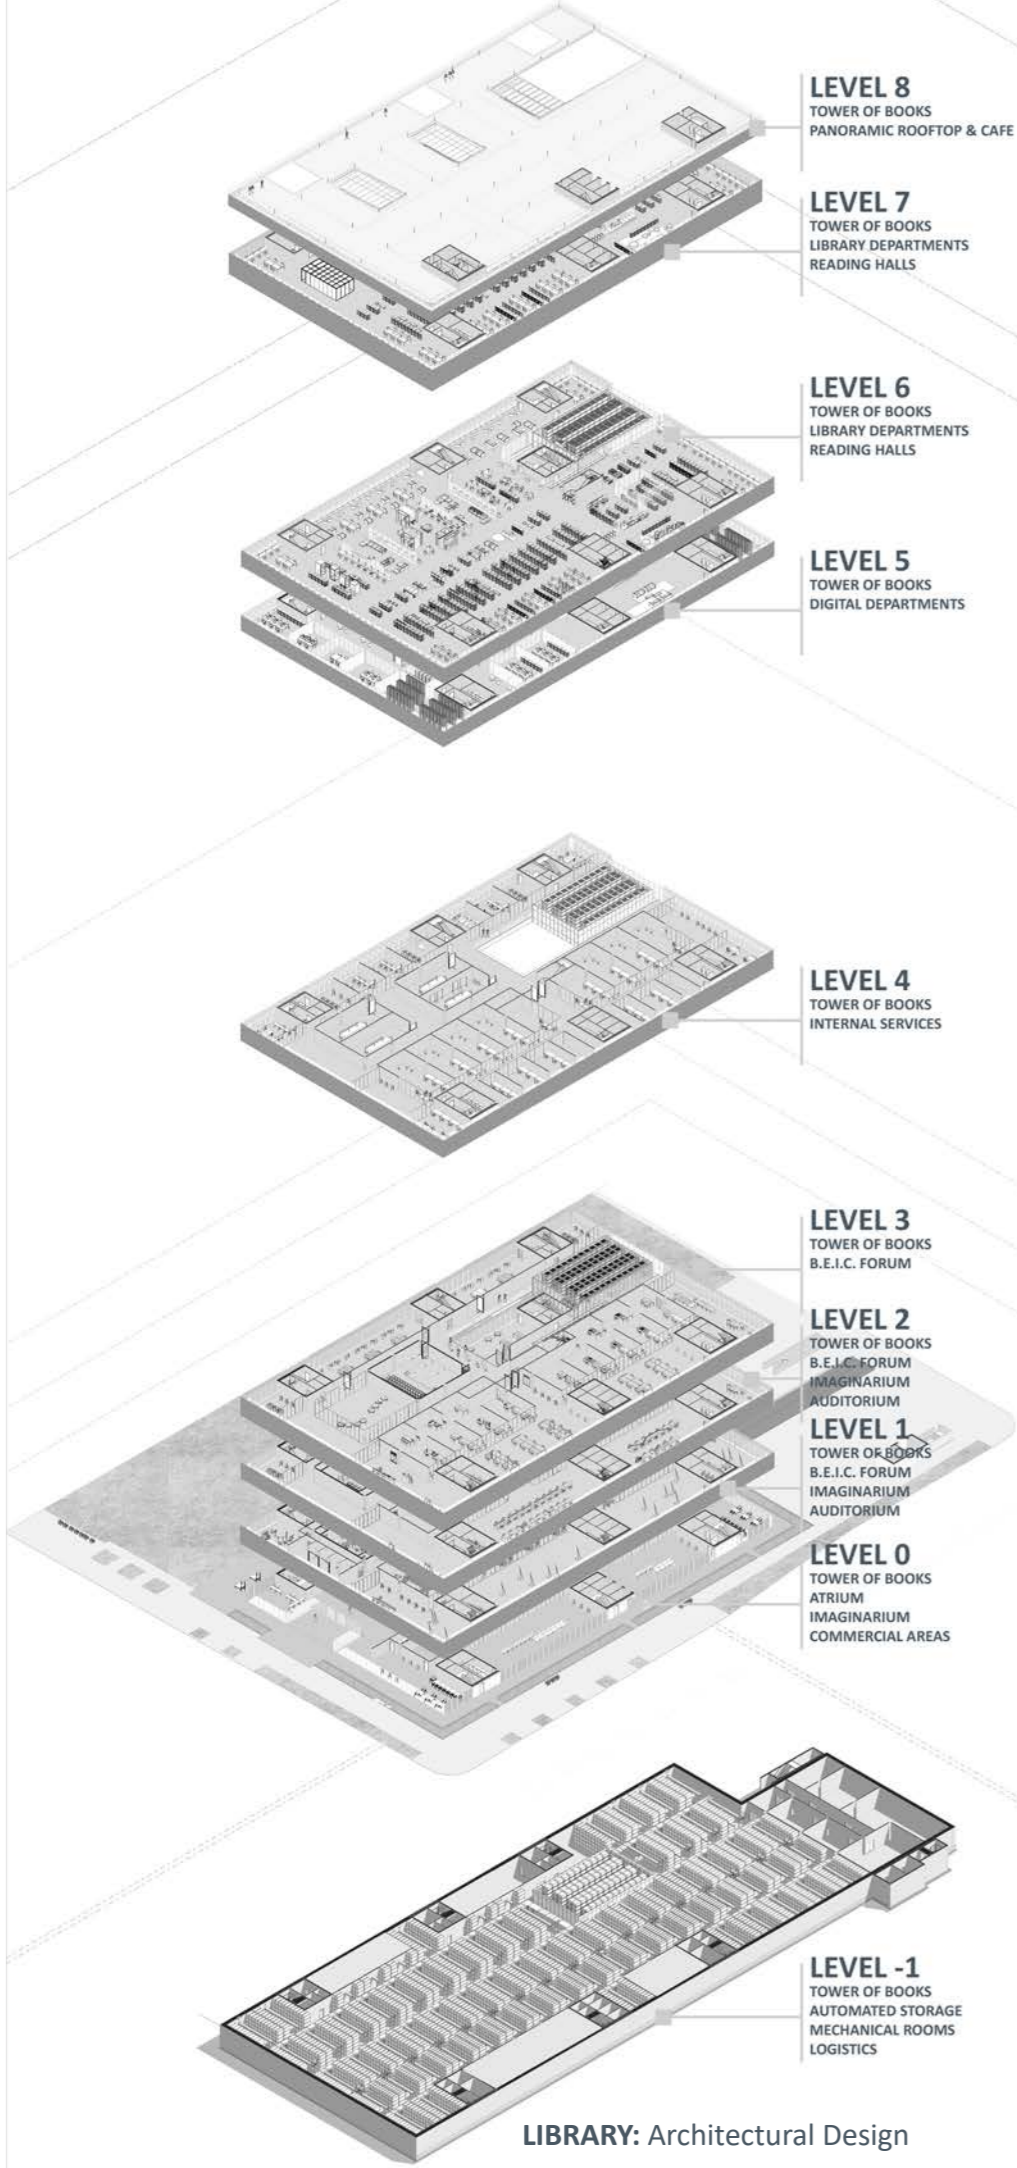 LEVEL 8
TOWER OF BOOKS
PANORAMIC ROOFTOP & CAFE
LEVEL 7
TOWER OF BOOKS
LIBRARY DEPARTMENTS
READING HALLS
LEVEL 6
TOWER OF BOOKS
LIBRARY DEPARTMENTS
READING HALLS
LEVEL 5
TOWER OF BOOKS
DIGITAL DEPARTMENTS
LEVEL 4
TOWER OF BOOKS
INTERNAL SERVICES
LEVEL 3
TOWER OF BOOKS
B.E.I.C. FORUM
LEVEL 2
TOWER OF BOOKS
B.E.I.C. FORUM
IMAGINARIUM
AUDITORIUM
LEVEL 1
TOWER OF BOOKS
B.E.I.C. FORUM
IMAGINARIUM
AUDITORIUM
LEVEL 0
TOWER OF BOOKS
ATRIUM
IMAGINARIUM
COMMERCIAL AREAS
LEVEL -1
TOWER OF BOOKS
AUTOMATED STORAGE
MECHANICAL ROOMS
LOGISTICS
LIBRARY: Architectural Design